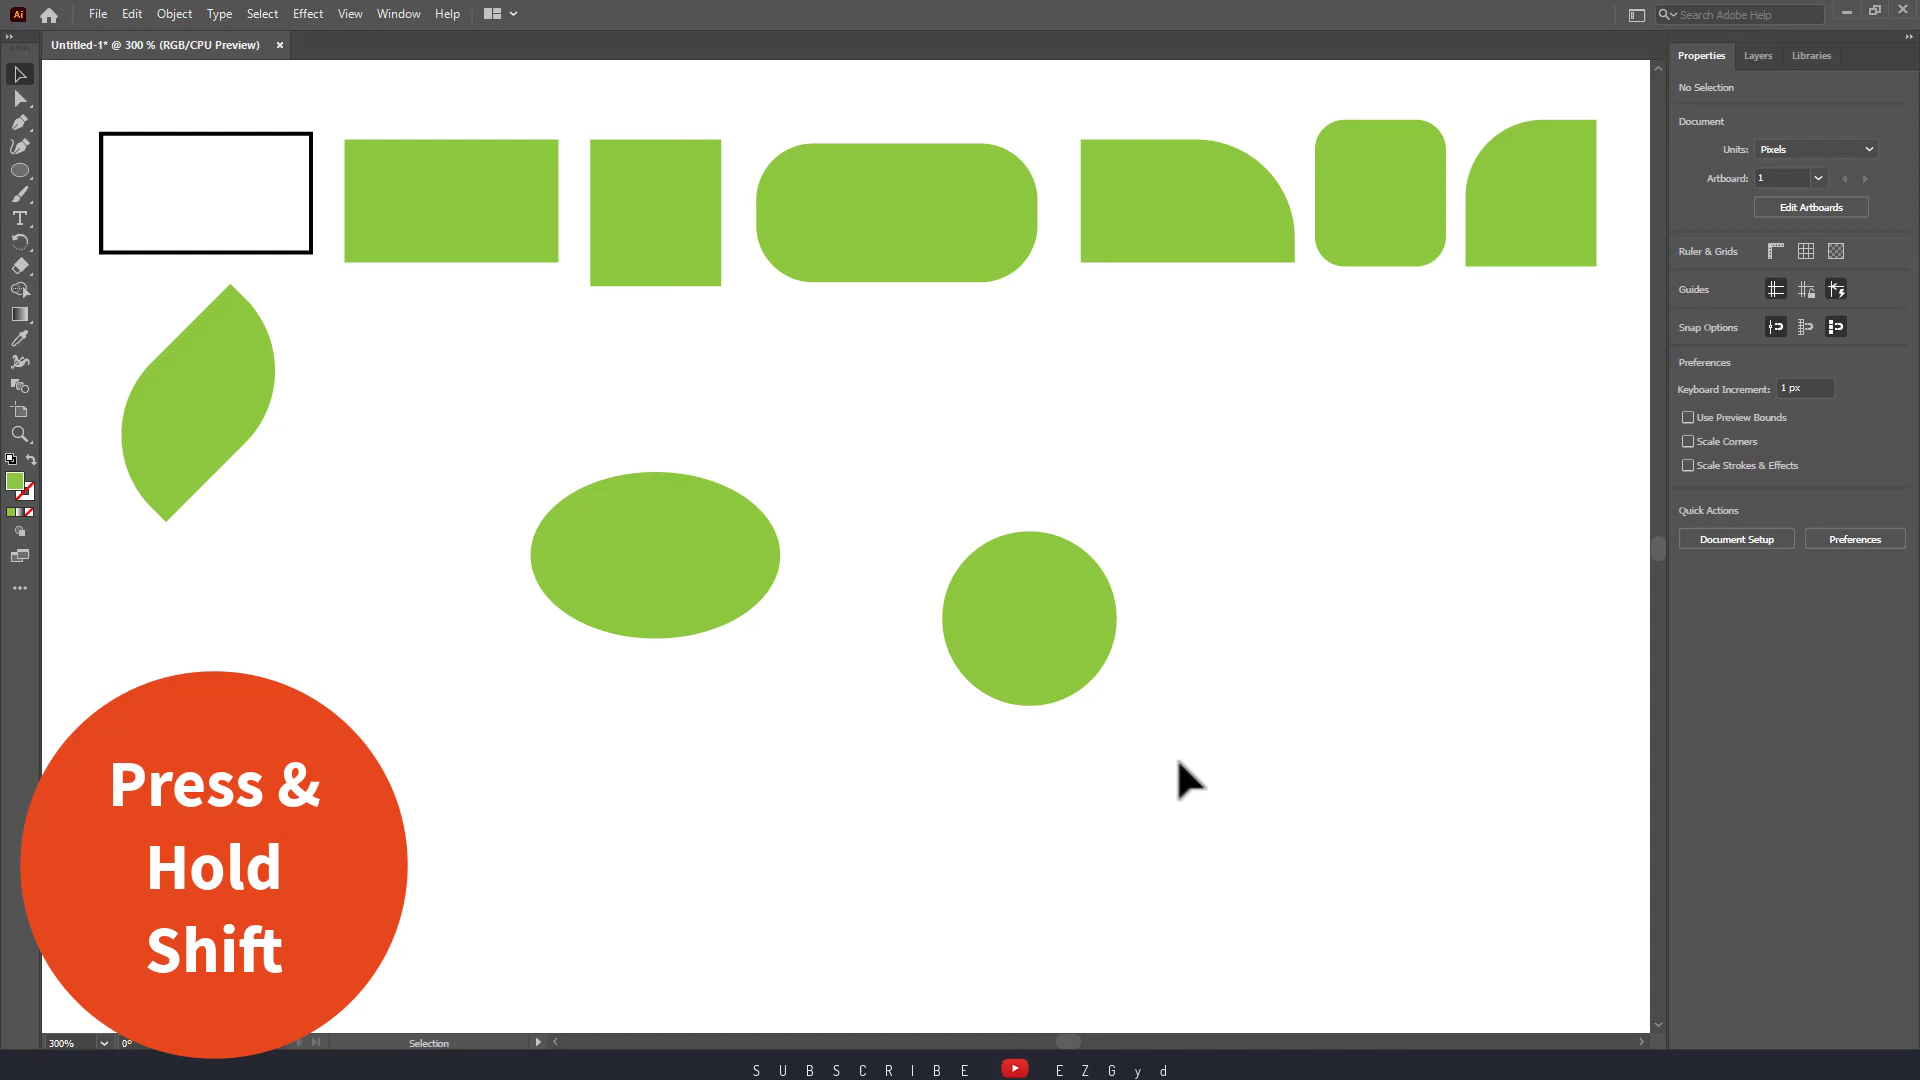 Ai File Edit Object Type Select Effect View Window Help Search Adobe Help
Untitled-1* @ 300 % (RGB/CPU Preview) ×
Properties Layers Libraries
No Selection
Document
Units: Pixels
Artboard: 1
Edit Artboards
Ruler & Grids
Guides
Snap Options
Preferences
Keyboard Increment: 1 px
Use Preview Bounds
Scale Corners
Scale Strokes & Effects
Quick Actions
Document Setup Preferences
Press &
Hold
Shift
300% 0° Selection
SUBSCRIBE EZGyd